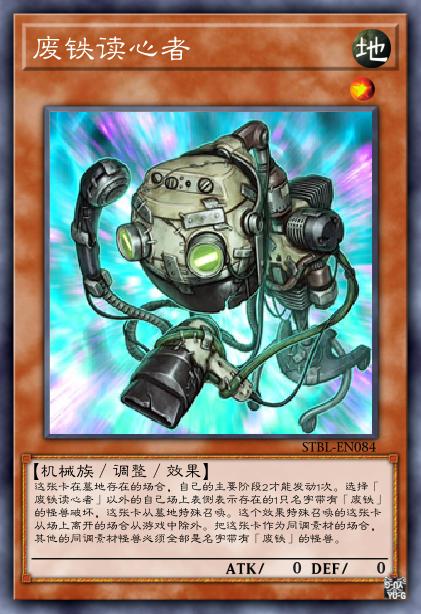 废铁读心者
地
STBL-EN084
【机械族／调整／效果】
这张卡在墓地存在的场合，自己的主要阶段2才能发动1次。选择「
废铁读心者」以外的自己场上表侧表示存在的1只名字带有「废铁」
的怪兽破坏，这张卡从墓地特殊召唤。这个效果特殊召唤的这张卡
从场上离开的场合从游戏中除外。把这张卡作为同调素材的场合，
其他的同调素材怪兽必须全部是名字带有「废铁」的怪兽。
ATK/ 0 DEF/ 0